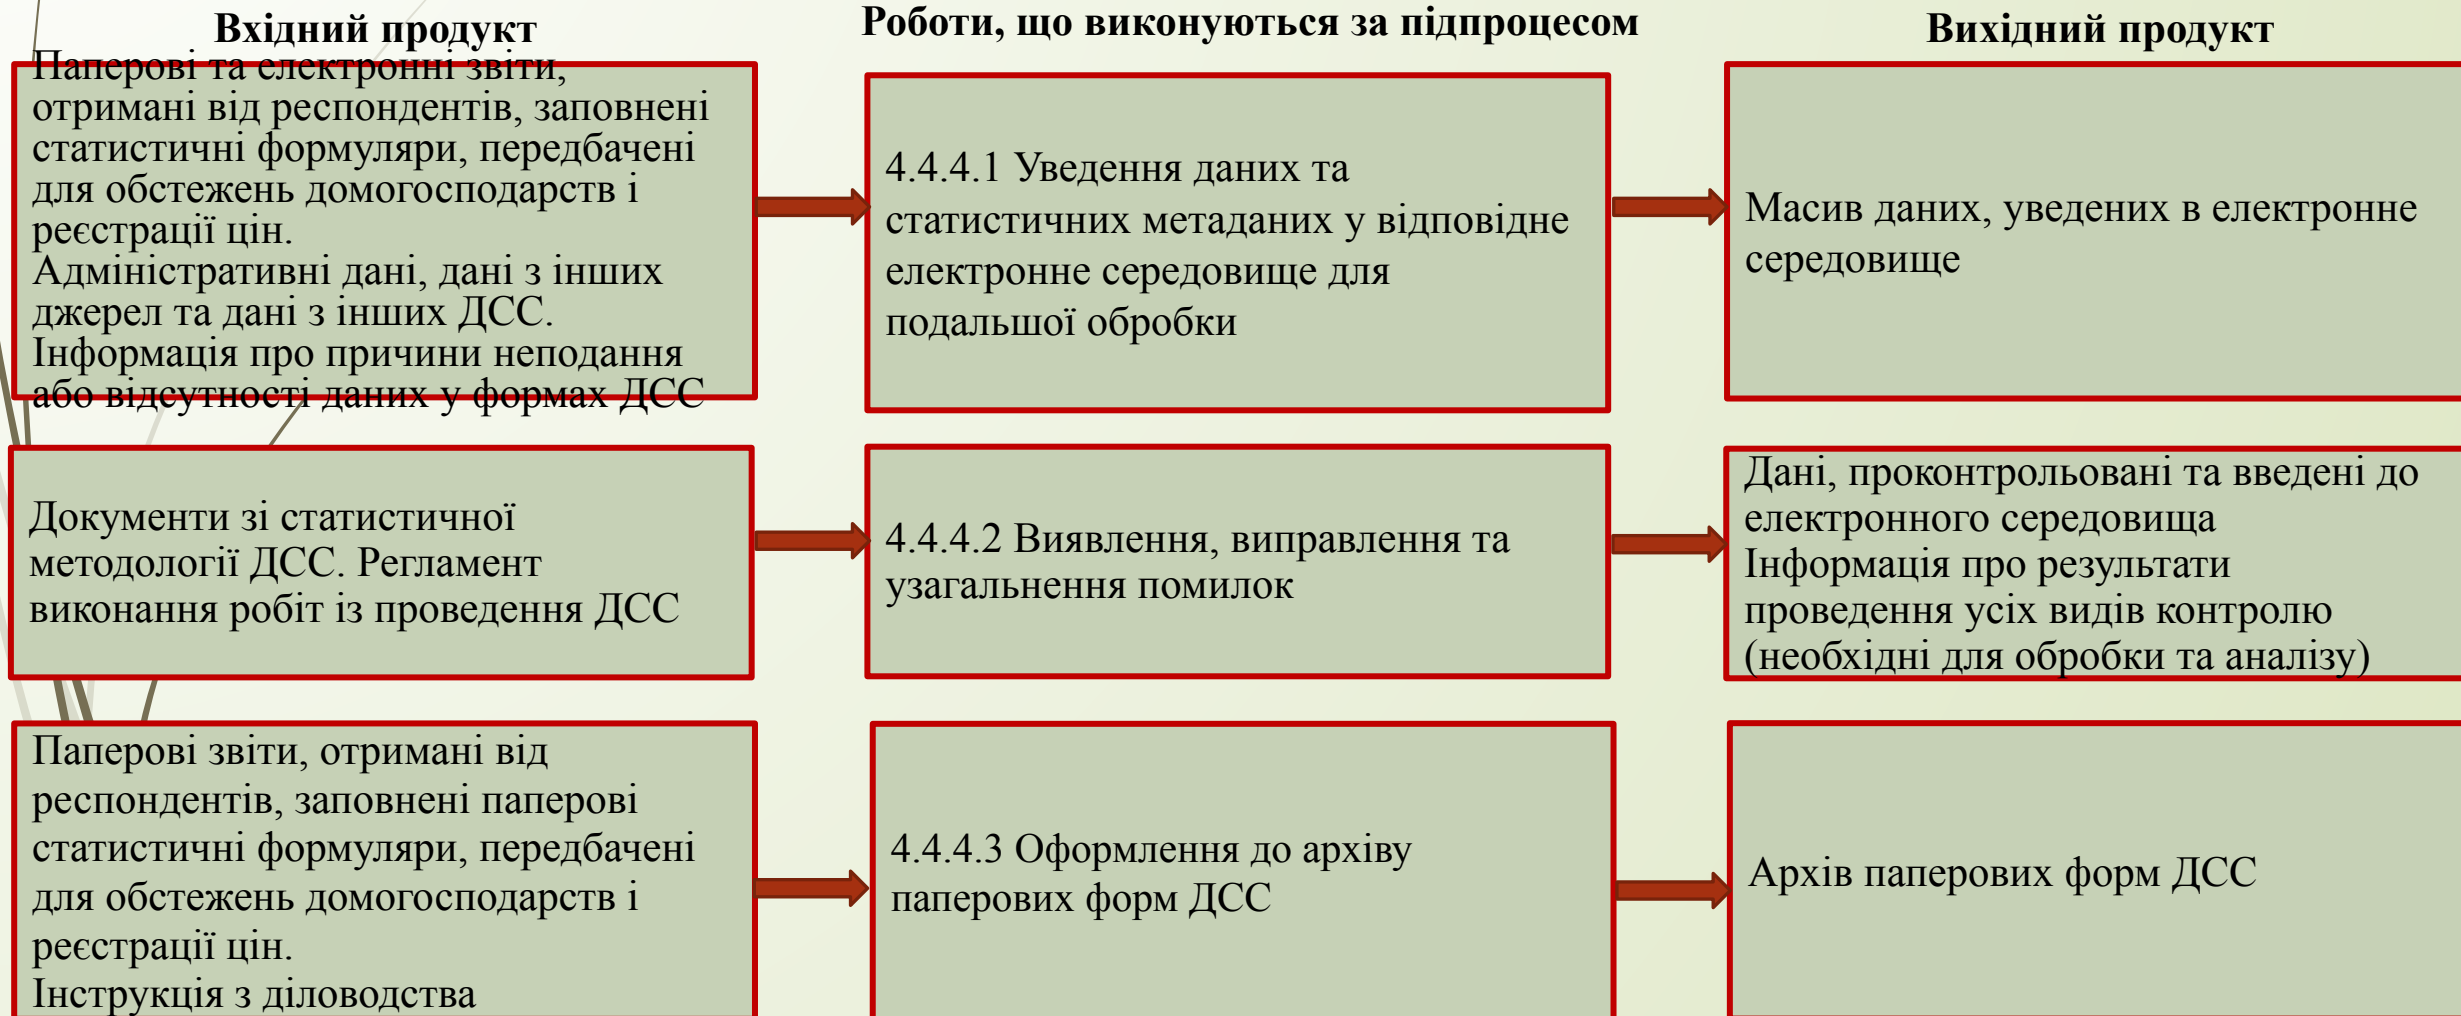 Вхідний продукт
Роботи, що виконуються за підпроцесом
Вихідний продукт
Паперові та електронні звіти,
отримані від респондентів, заповнені
статистичні формуляри, передбачені
для обстежень домогосподарств і
реєстрації цін.
Адміністративні дані, дані з інших
джерел та дані з інших ДСС.
Інформація про причини неподання
або відсутності даних у формах ДСС
4.4.4.1 Уведення даних та
статистичних метаданих у відповідне
електронне середовище для
подальшої обробки
Масив даних, уведених в електронне
середовище
Документи зі статистичної
методології ДСС. Регламент
виконання робіт із проведення ДСС
4.4.4.2 Виявлення, виправлення та
узагальнення помилок
Дані, проконтрольовані та введені до
електронного середовища
Інформація про результати
проведення усіх видів контролю
(необхідні для обробки та аналізу)
Паперові звіти, отримані від
респондентів, заповнені паперові
статистичні формуляри, передбачені
для обстежень домогосподарств і
реєстрації цін.
Інструкція з діловодства
4.4.4.3 Оформлення до архіву
паперових форм ДСС
Архів паперових форм ДСС